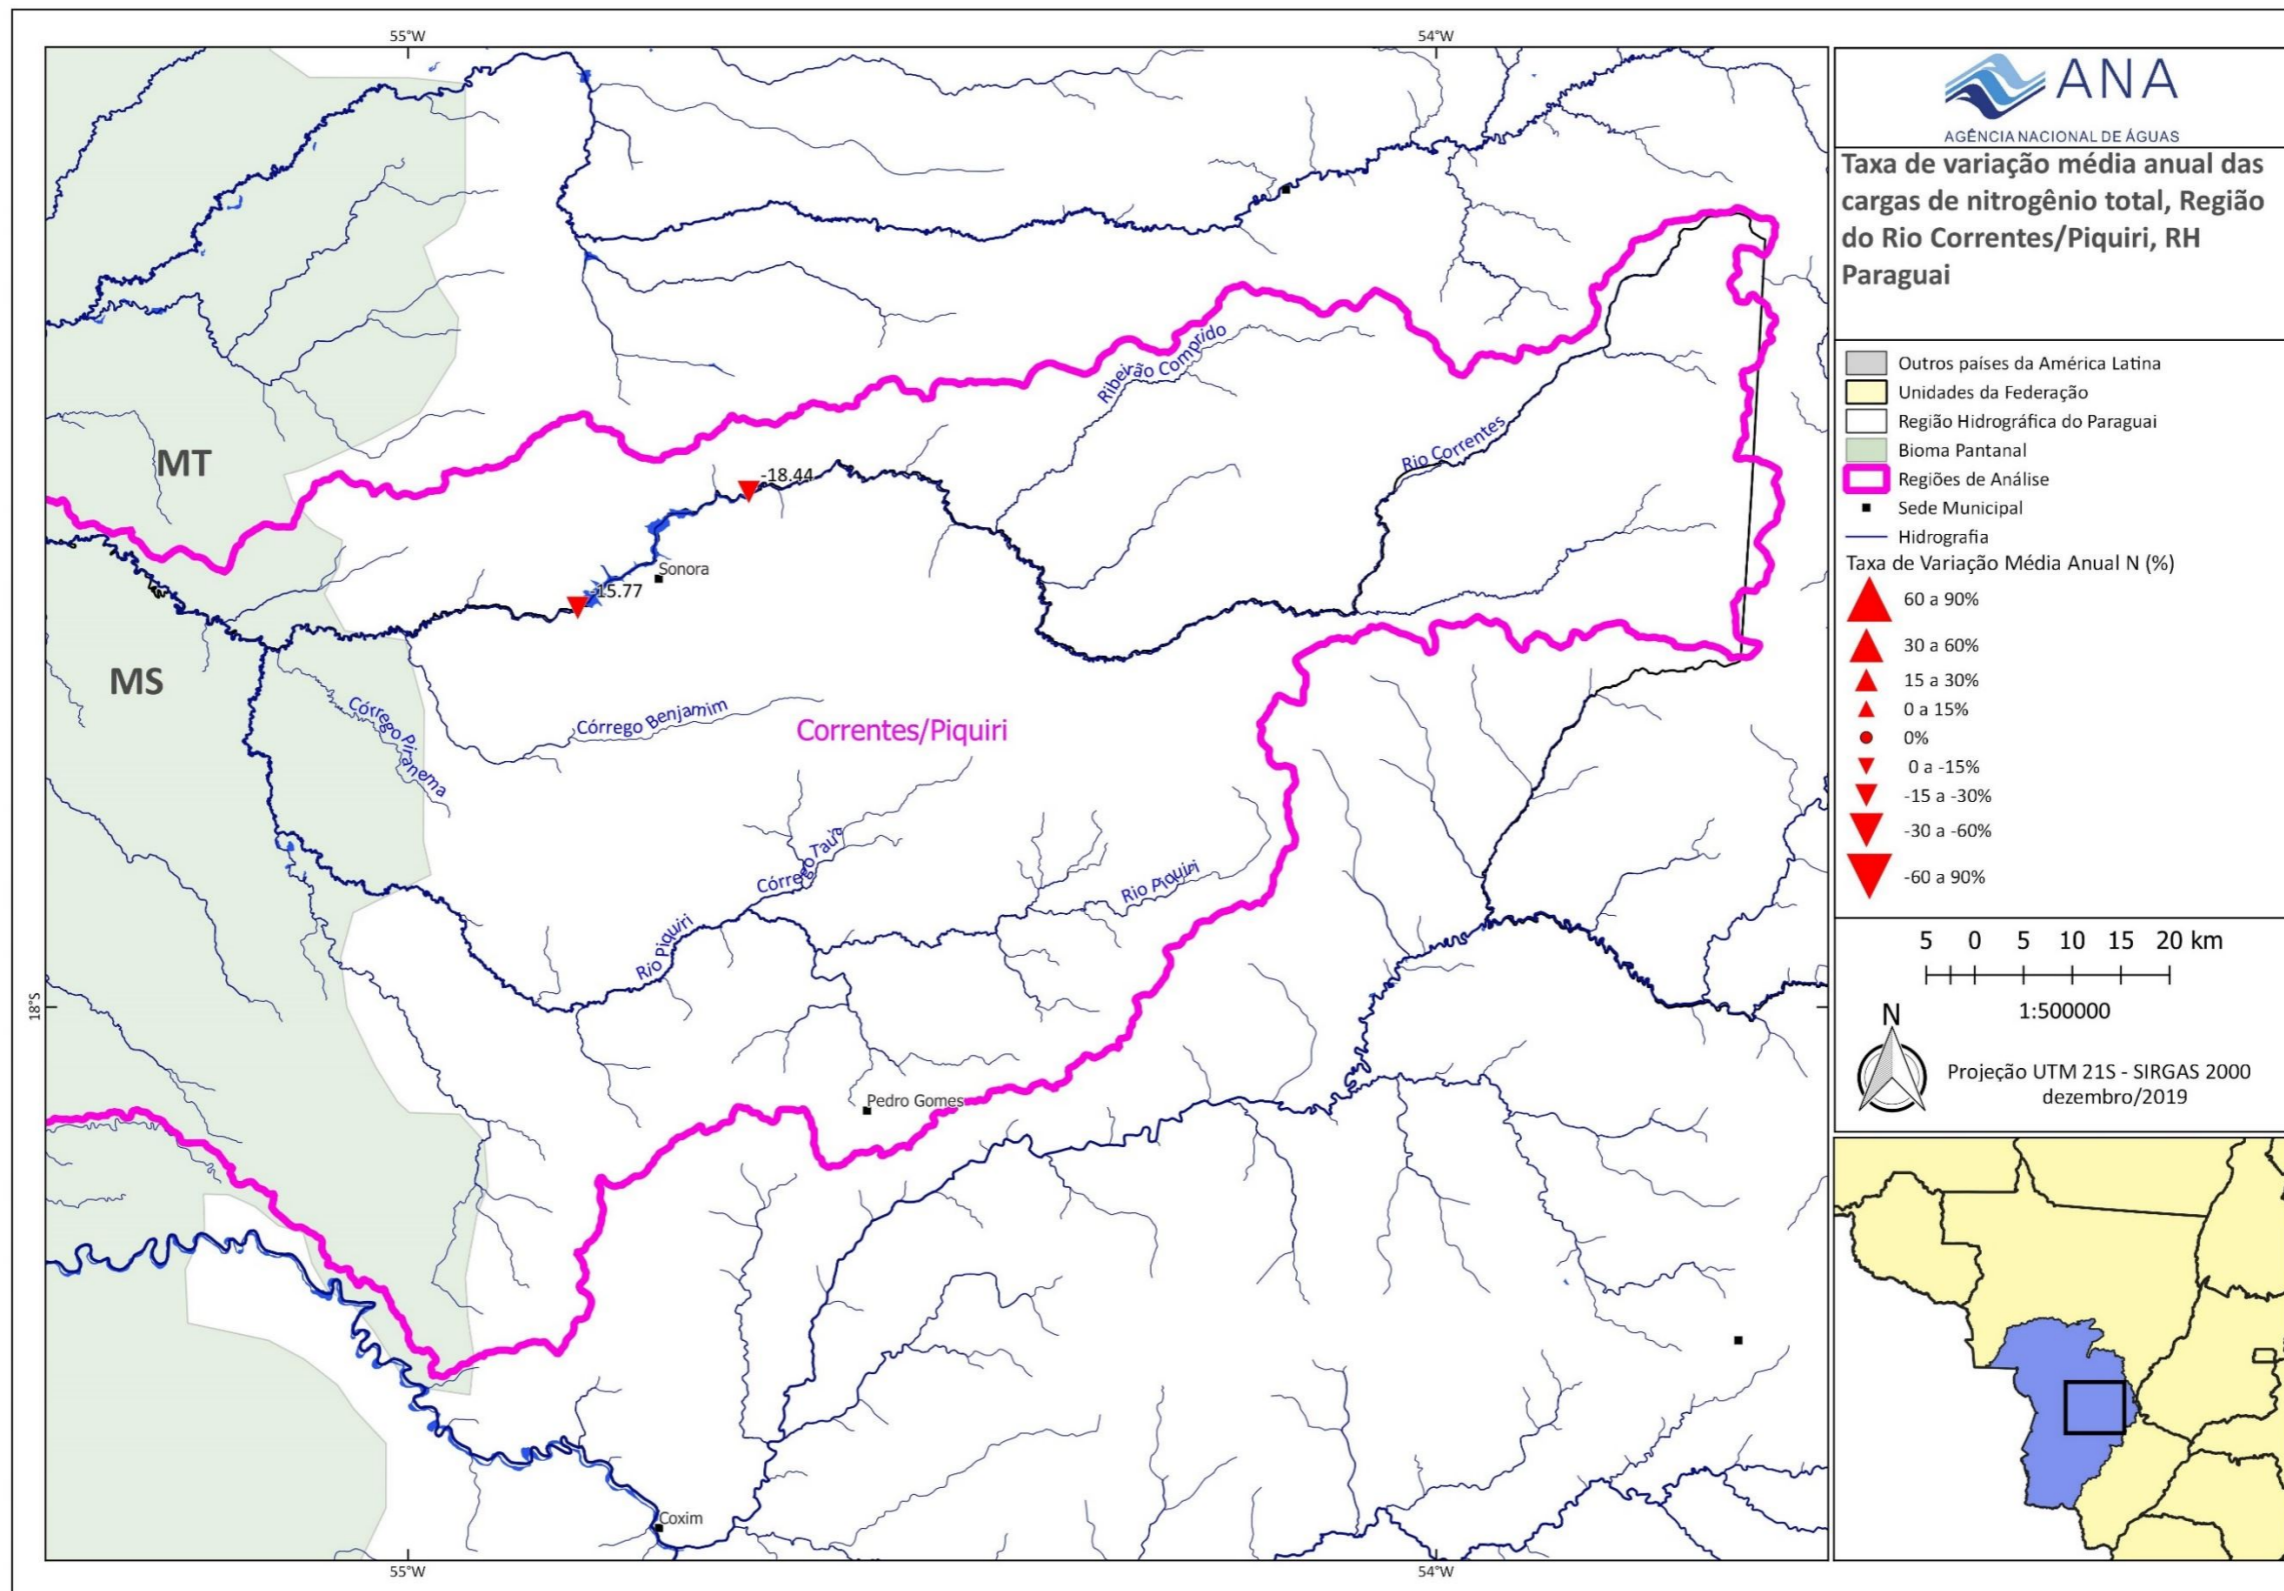 55°W
54°W
18°S
MT
MS
-18.44
-15.77
Sonora
Ribeirão Comprido
Rio Correntes
Córrego Piranema
Córrego Benjamim
Correntes/Piquiri
Córrego Tauá
Rio Piquiri
Rio Piquiri
Pedro Gomes
Coxim
55°W
54°W
ANA
AGÊNCIA NACIONAL DE ÁGUAS
Taxa de variação média anual das
cargas de nitrogênio total, Região
do Rio Correntes/Piquiri, RH
Paraguai
Outros países da América Latina
Unidades da Federação
Região Hidrográfica do Paraguai
Bioma Pantanal
Regiões de Análise
Sede Municipal
Hidrografia
Taxa de Variação Média Anual N (%)
60 a 90%
30 a 60%
15 a 30%
0 a 15%
0%
0 a -15%
-15 a -30%
-30 a -60%
-60 a 90%
5 0 5 10 15 20 km
1:500000
N
Projeção UTM 21S - SIRGAS 2000
dezembro/2019